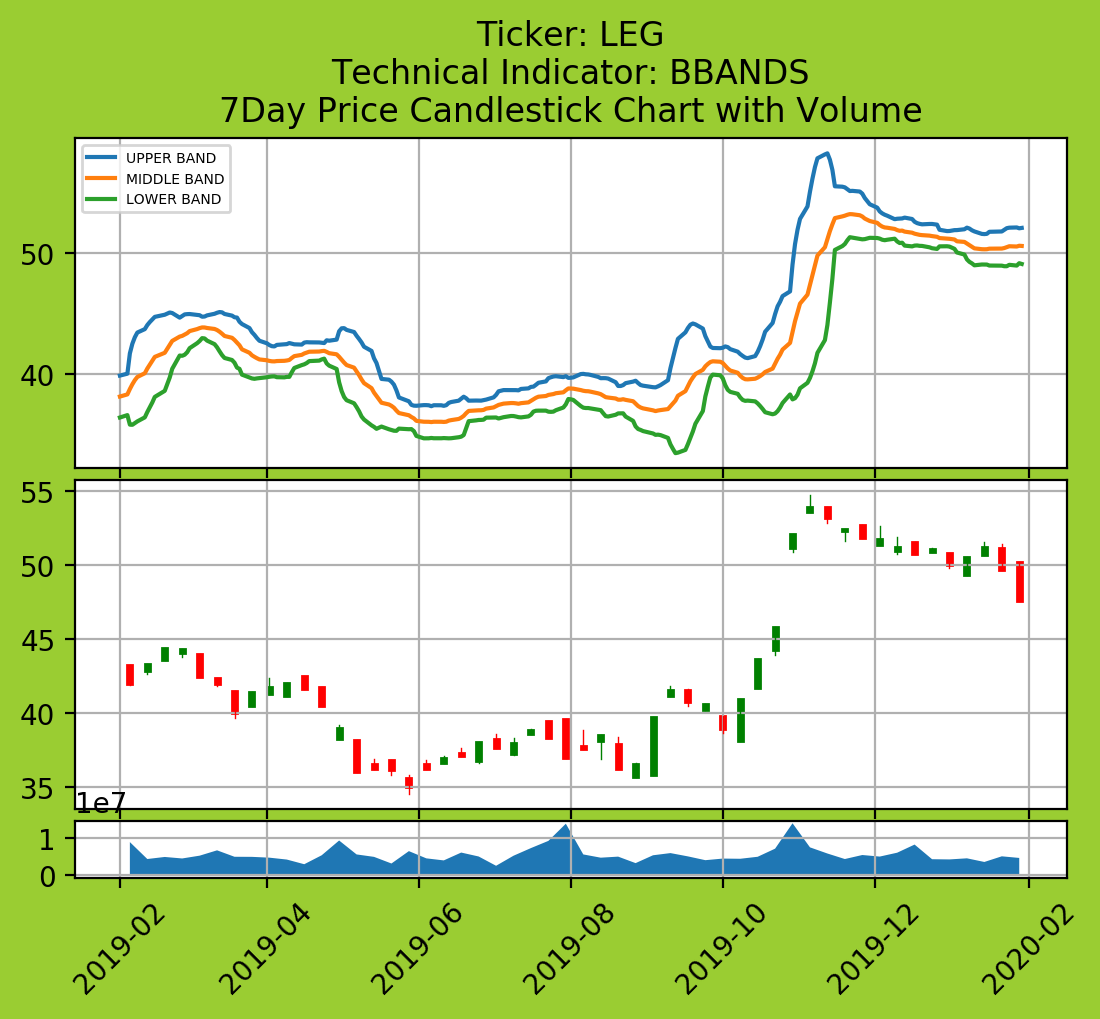 Ticker: LEG
Technical Indicator: BBANDS
7Day Price Candlestick Chart with Volume
UPPER BAND
MIDDLE BAND
LOWER BAND
50
40
55
50
45
40
35
1e7
1
0
2019-02
2019-04
2019-06
2019-08
2019-10
2019-12
2020-02